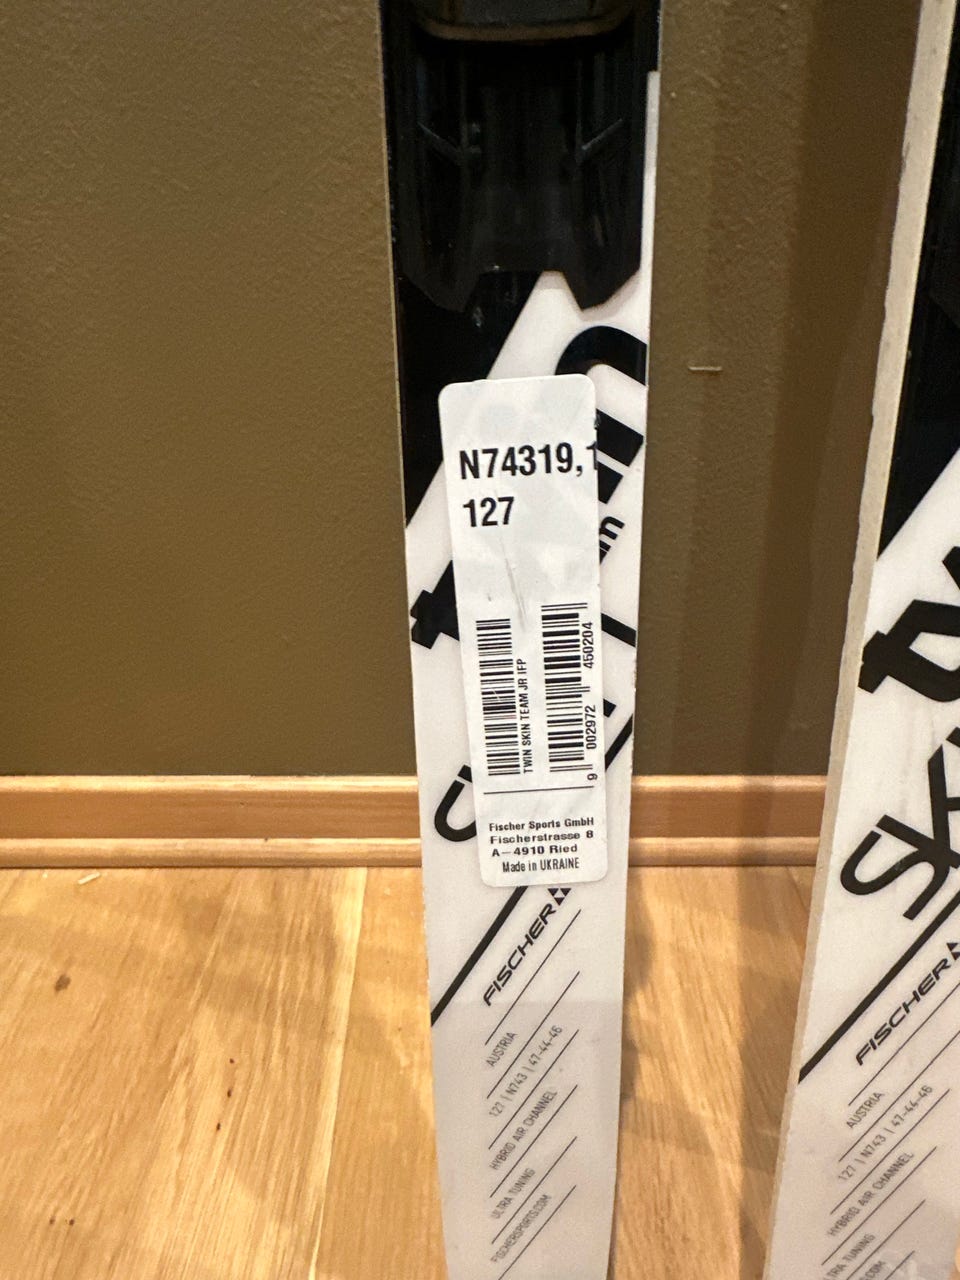 N74319,1
127
TWIN SKIN TEAM JR IFP
9 002972 450204
Fischer Sports GmbH
Fischerstrasse 8
A-4910 Ried
Made in UKRAINE
FISCHER
AUSTRIA
127 | N743 | 47-44-46
HYBRID AIR CHANNEL
ULTRA TUNING
FISCHERSPORTS.COM
FISCHER
AUSTRIA
127 | N743 | 47-44-46
HYBRID AIR CHANNEL